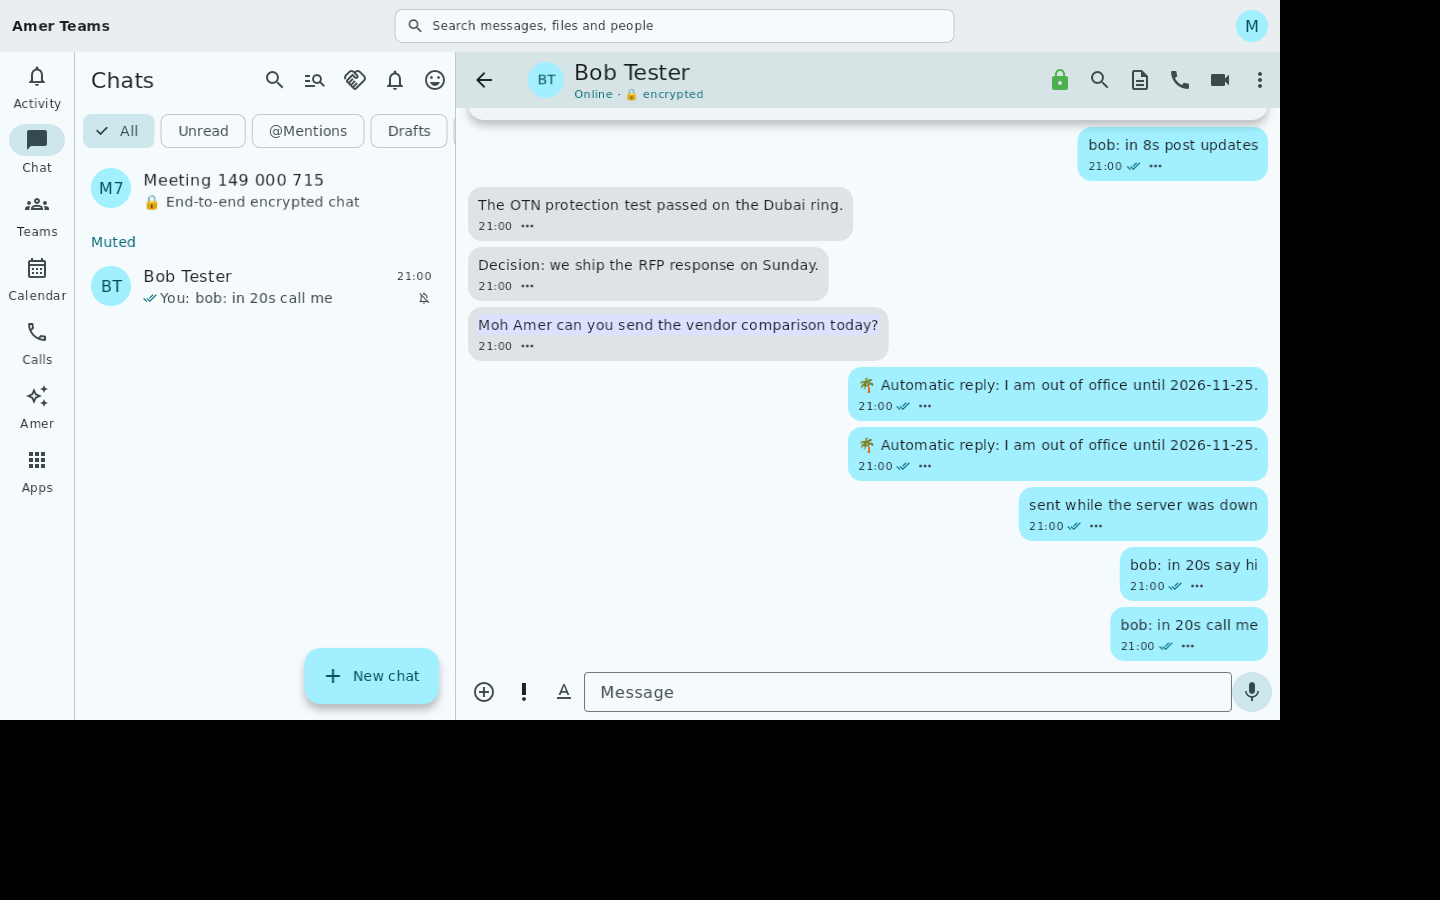 Amer Teams
Search messages, files and people
M
Activity
Chat
Teams
Calendar
Calls
Amer
Apps
Chats
All
Unread
@Mentions
Drafts
M7
Meeting 149 000 715
🔒 End-to-end encrypted chat
Muted
BT
Bob Tester
21:00
You: bob: in 20s call me
New chat
BT
Bob Tester
Online · 🔒 encrypted
bob: in 8s post updates
21:00
The OTN protection test passed on the Dubai ring.
21:00
Decision: we ship the RFP response on Sunday.
21:00
Moh Amer can you send the vendor comparison today?
21:00
🌴 Automatic reply: I am out of office until 2026-11-25.
21:00
🌴 Automatic reply: I am out of office until 2026-11-25.
21:00
sent while the server was down
21:00
bob: in 20s say hi
21:00
bob: in 20s call me
21:00
A
Message